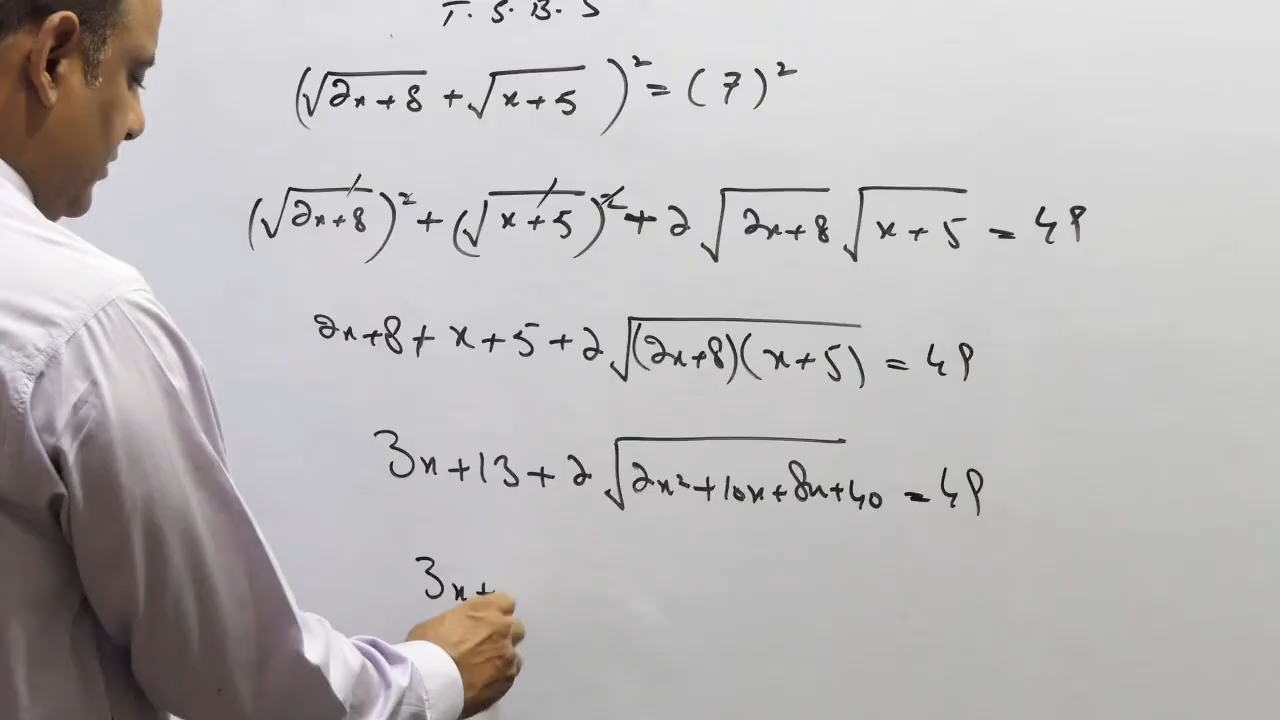 T. S. B. S
(√2x+8 + √x+5)² = (7)²
(√2x+8)² + (√x+5)² + 2√2x+8 √x+5 = 49
2x+8+x+5+2√(2x+8)(x+5) = 49
3x+13+2√2x²+10x+8x+40 = 49
3x+